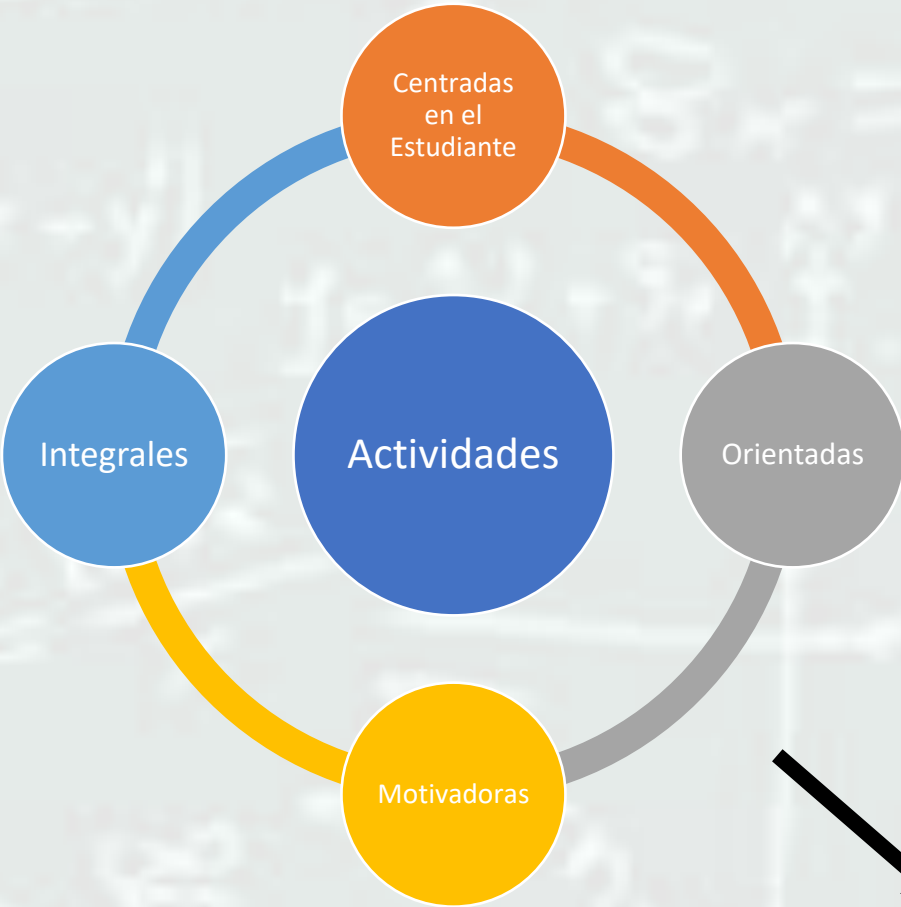 Centradas
en el
Estudiante
Integrales
Actividades
Orientadas
Motivadoras